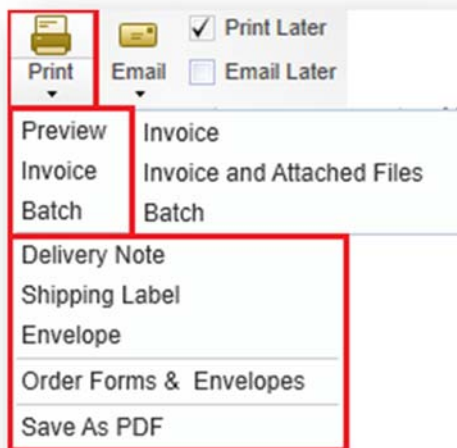 Print Later
Print Email Email Later
Preview Invoice
Invoice Invoice and Attached Files
Batch Batch
Delivery Note
Shipping Label
Envelope
Order Forms & Envelopes
Save As PDF